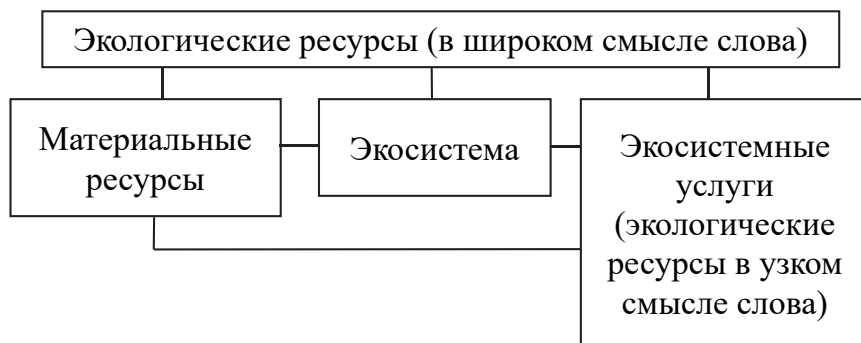 Экологические ресурсы (в широком смысле слова)
Материальные
ресурсы
Экосистема
Экосистемные
услуги
(экологические
ресурсы в узком
смысле слова)